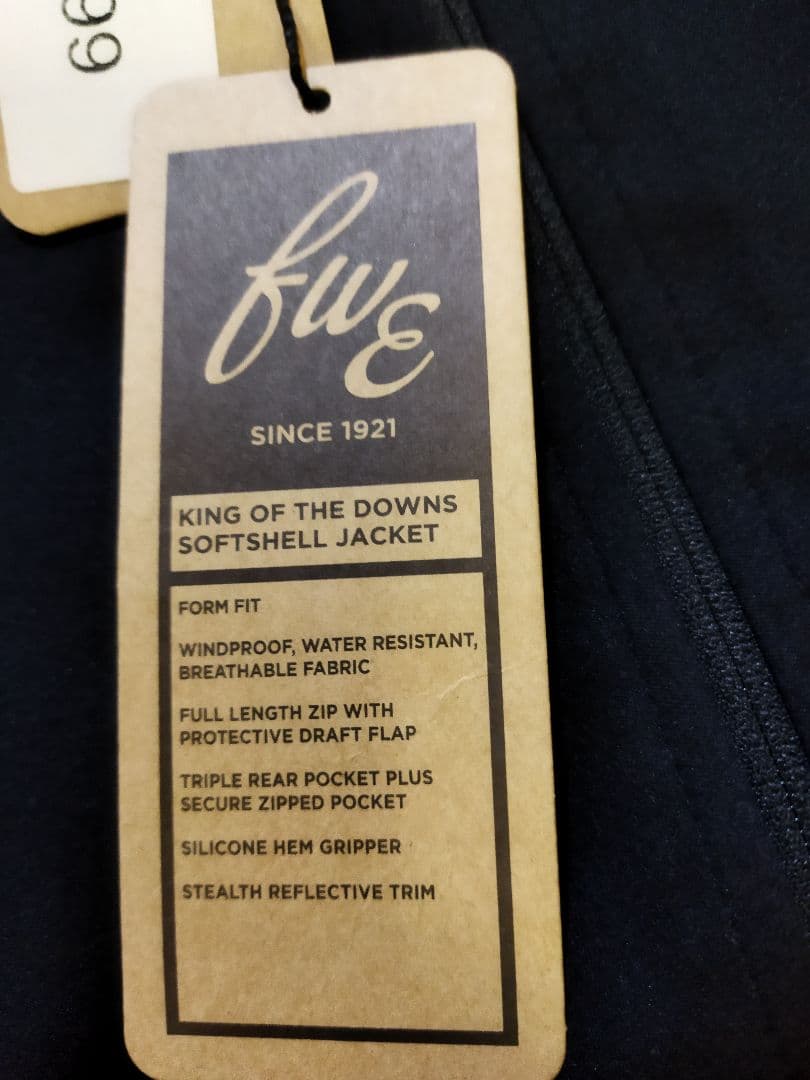 fwE
SINCE 1921
KING OF THE DOWNS
SOFTSHELL JACKET
FORM FIT
WINDPROOF, WATER RESISTANT,
BREATHABLE FABRIC
FULL LENGTH ZIP WITH
PROTECTIVE DRAFT FLAP
TRIPLE REAR POCKET PLUS
SECURE ZIPPED POCKET
SILICONE HEM GRIPPER
STEALTH REFLECTIVE TRIM